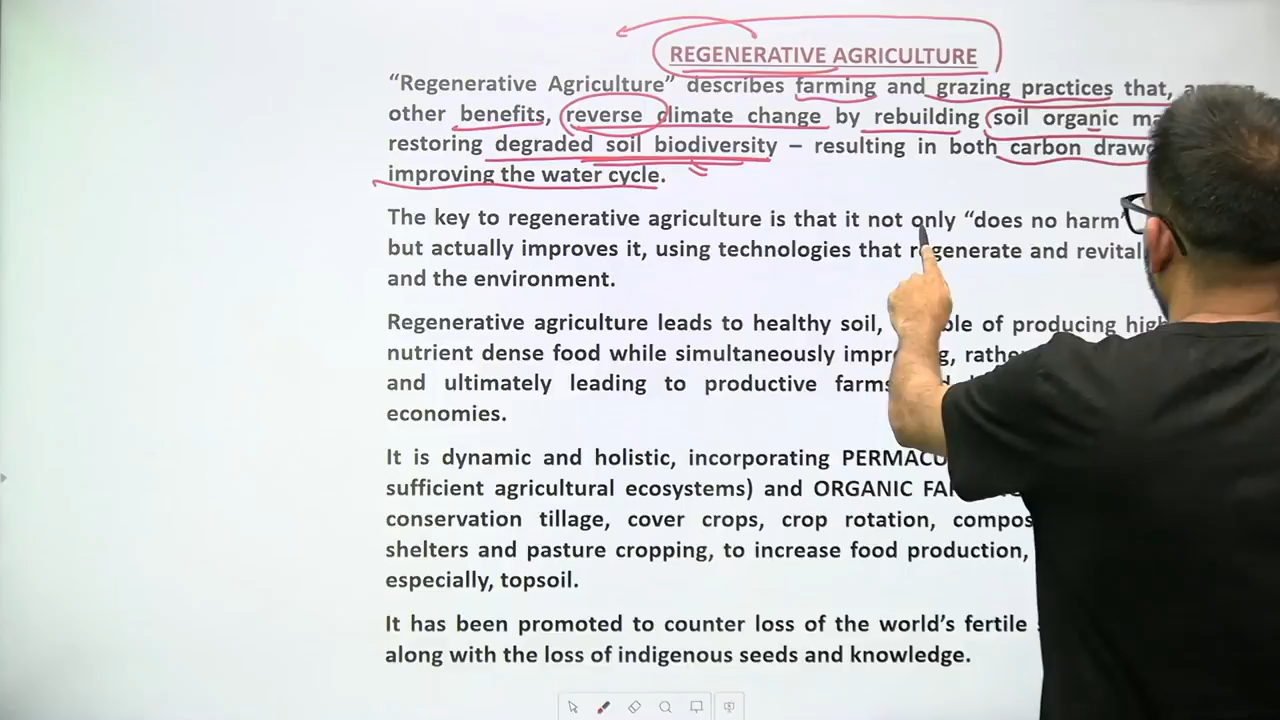 REGENERATIVE AGRICULTURE
“Regenerative Agriculture” describes farming and grazing practices that,
other benefits, reverse climate change by rebuilding soil organic
restoring degraded soil biodiversity – resulting in both carbon
improving the water cycle.
The key to regenerative agriculture is that it not only “does no harm”
but actually improves it, using technologies that regenerate and
and the environment.
Regenerative agriculture leads to healthy soil, of producing
nutrient dense food while simultaneously
and ultimately leading to productive farms
economies.
It is dynamic and holistic, incorporating
sufficient agricultural ecosystems) and ORGANIC
conservation tillage, cover crops, crop rotation,
shelters and pasture cropping, to increase food production,
especially, topsoil.
It has been promoted to counter loss of the world’s fertile
along with the loss of indigenous seeds and knowledge.